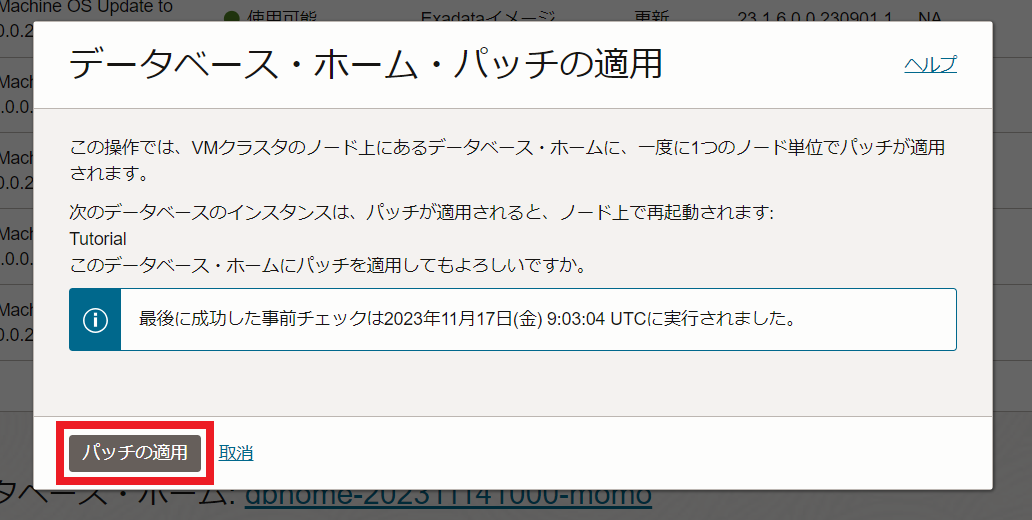 Machine OS Update to
使用可能 Exadataイメージ 更新 23.1.6.0.0.230901.1 NA
0.0.2
データベース・ホーム・パッチの適用
ヘルプ
Mach
.0.0.
この操作では、VMクラスタのノード上にあるデータベース・ホームに、一度に1つのノード単位でパッチが適用
されます。
Mach
0.0.2
次のデータベースのインスタンスは、パッチが適用されると、ノード上で再起動されます:
Tutorial
Mach
このデータベース・ホームにパッチを適用してもよろしいですか。
.0.0.
最後に成功した事前チェックは2023年11月17日(金) 9:03:04 UTCに実行されました。
Mach
0.0.2
パッチの適用 取消
タベース・ホーム: dbhome-202311141000-momo